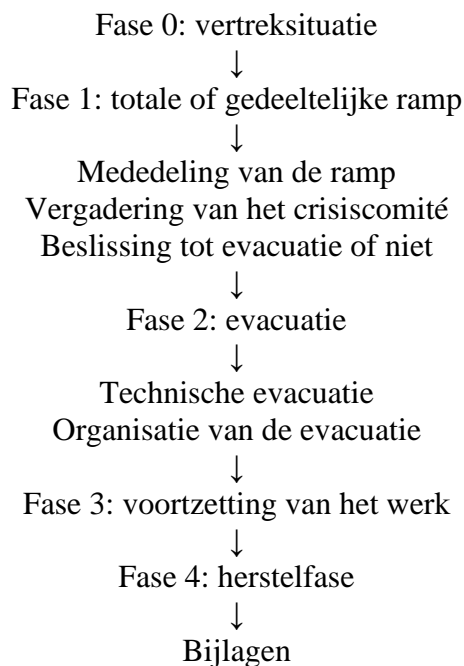 Fase 0: vertreksituatie
↓
Fase 1: totale of gedeeltelijke ramp
↓
Mededeling van de ramp
Vergadering van het crisiscomité
Beslissing tot evacuatie of niet
↓
Fase 2: evacuatie
↓
Technische evacuatie
Organisatie van de evacuatie
↓
Fase 3: voortzetting van het werk
↓
Fase 4: herstelfase
↓
Bijlagen